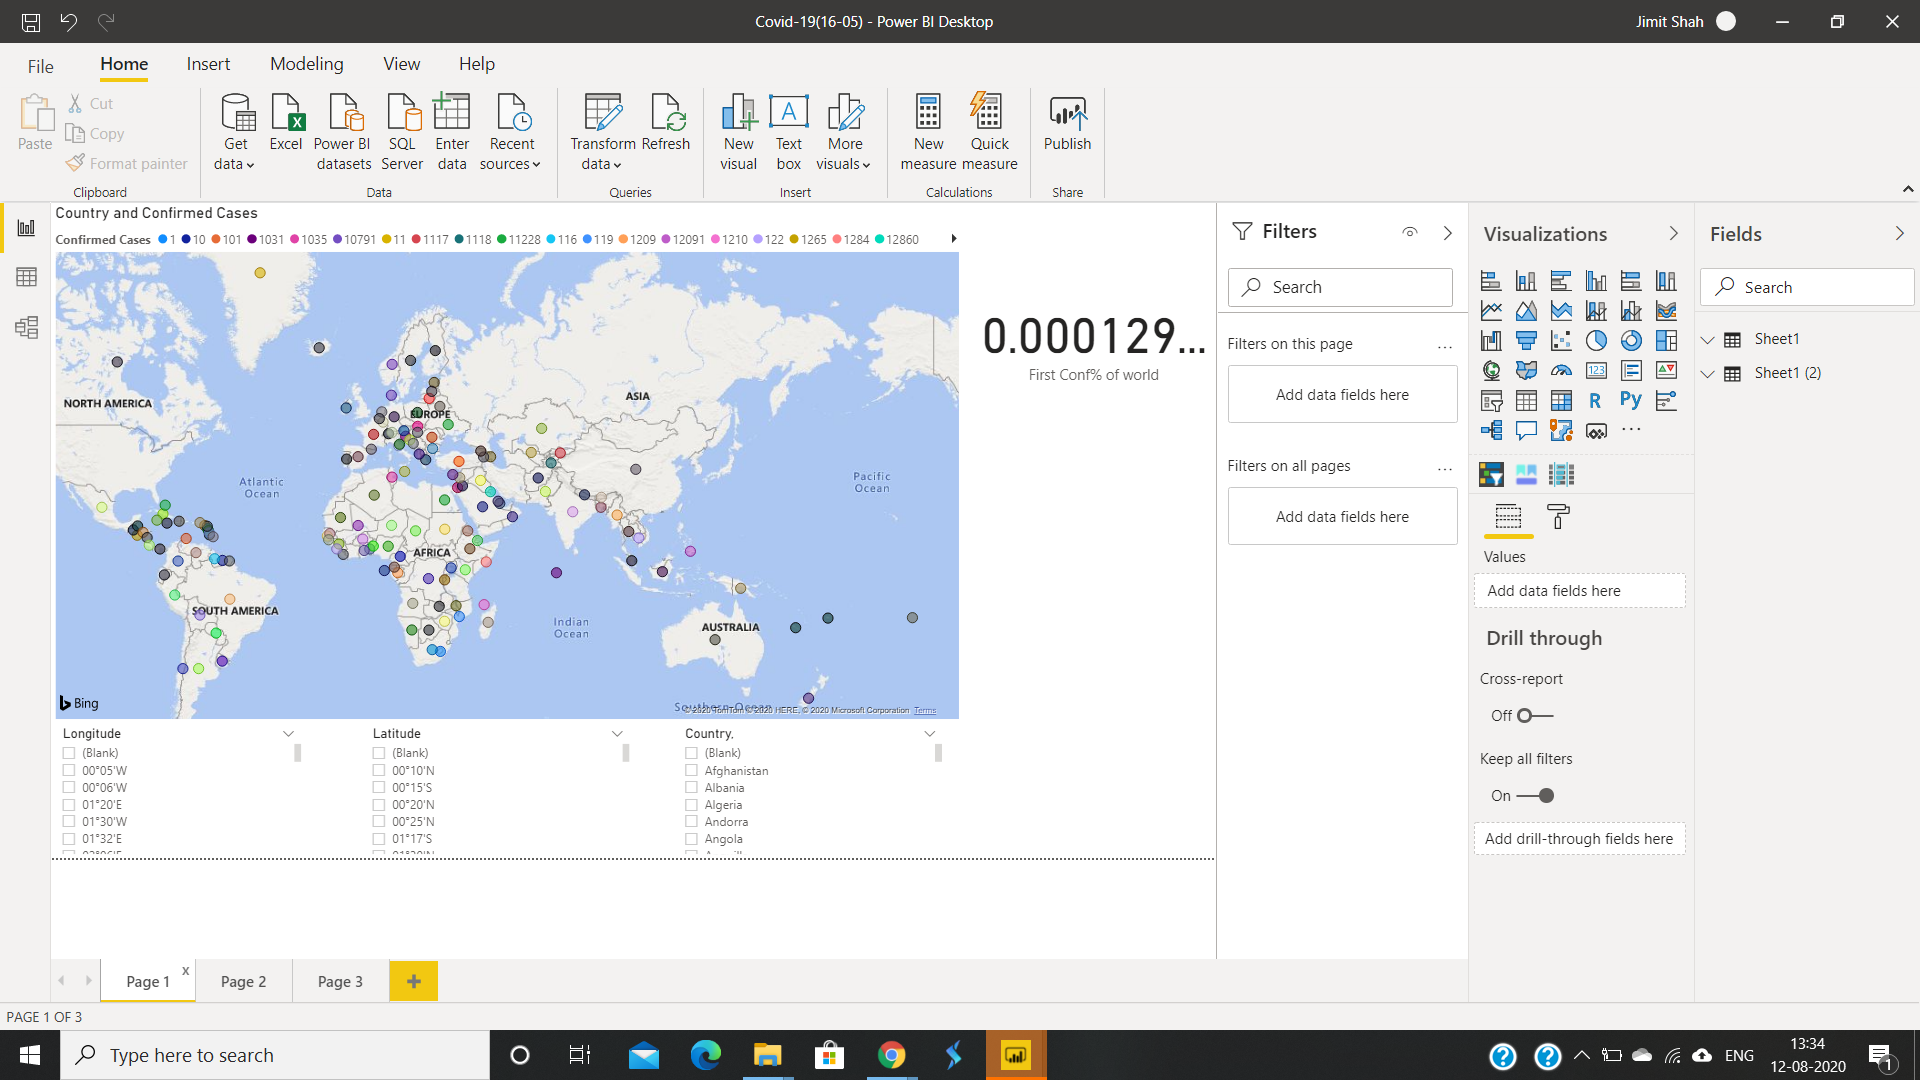 Covid-19(16-05) - Power BI Desktop
Jimit Shah
File Home Insert Modeling View Help
Paste
Cut
Copy
Format painter
Clipboard
Get data
Excel
Power BI datasets
SQL Server
Enter data
Recent sources
Data
Transform data
Refresh
Queries
New visual
Text box
More visuals
Insert
New measure
Quick measure
Calculations
Publish
Share
Country and Confirmed Cases
Confirmed Cases 1 10 101 1031 1035 10791 11 1117 1118 11228 116 119 1209 12091 1210 122 1265 1284 12860
NORTH AMERICA
EUROPE
ASIA
Atlantic
Ocean
Pacific
Ocean
AFRICA
SOUTH AMERICA
Indian
Ocean
AUSTRALIA
Bing
Southern Ocean
© 2020 TomTom © 2020 HERE, © 2020 Microsoft Corporation Terms
0.000129...
First Conf% of world
Longitude
(Blank)
00°05'W
00°06'W
01°20'E
01°30'W
01°32'E
Latitude
(Blank)
00°10'N
00°15'S
00°20'N
00°25'N
01°17'S
Country.
(Blank)
Afghanistan
Albania
Algeria
Andorra
Angola
Filters
Search
Filters on this page
...
Add data fields here
Filters on all pages
...
Add data fields here
Visualizations
123
R
Py
...
Values
Add data fields here
Drill through
Cross-report
Off
Keep all filters
On
Add drill-through fields here
Fields
Search
Sheet1
Sheet1 (2)
Page 1 x
Page 2
Page 3
+
PAGE 1 OF 3
Type here to search
ENG
13:34
12-08-2020
1